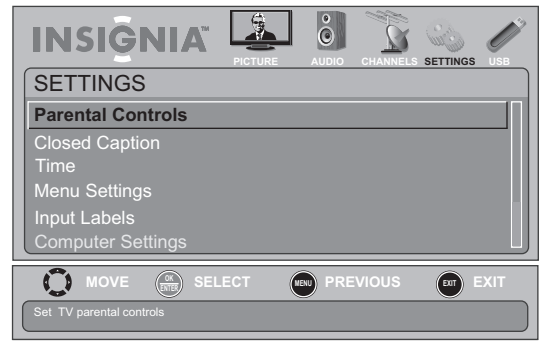 INSIGNIA™
PICTURE AUDIO CHANNELS SETTINGS USB
SETTINGS
Parental Controls
Closed Caption
Time
Menu Settings
Input Labels
Computer Settings
MOVE OK ENTER SELECT MENU PREVIOUS EXIT EXIT
Set TV parental controls